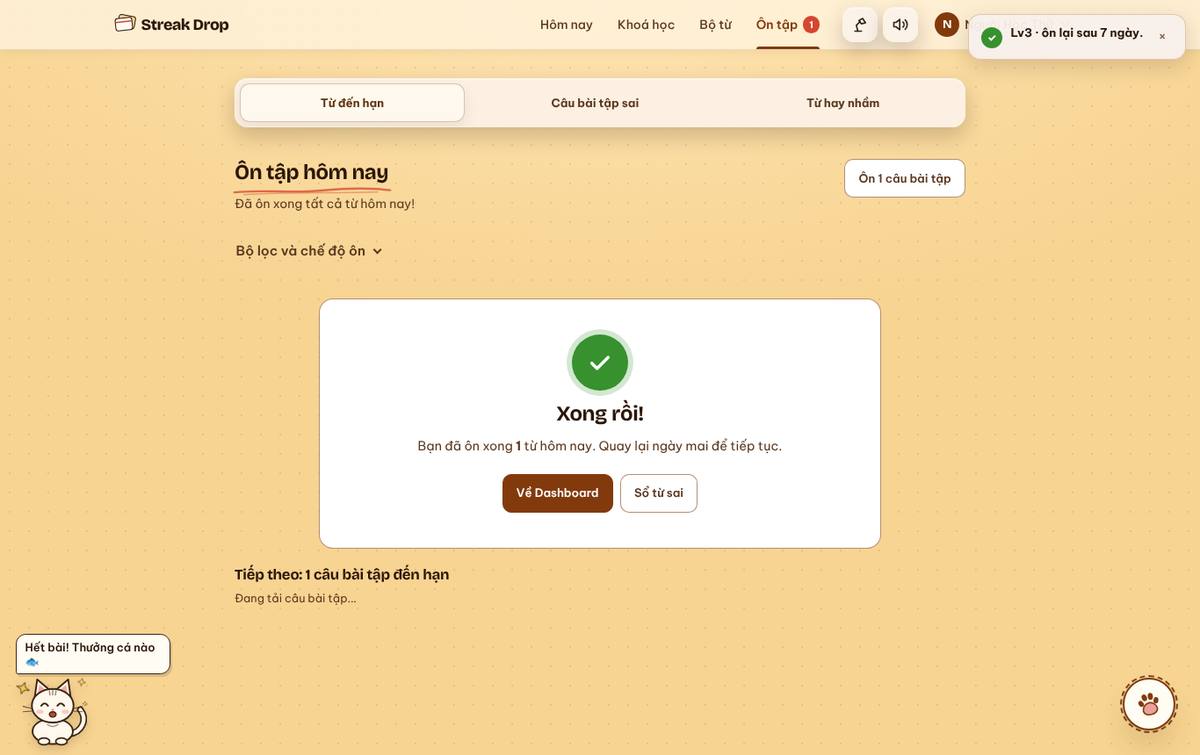 Streak Drop
Hôm nay Khoá học Bộ từ Ôn tập 1
N
Lv3 · ôn lại sau 7 ngày. ×
Từ đến hạn Câu bài tập sai Từ hay nhầm
Ôn tập hôm nay
Đã ôn xong tất cả từ hôm nay!
Ôn 1 câu bài tập
Bộ lọc và chế độ ôn
Xong rồi!
Bạn đã ôn xong 1 từ hôm nay. Quay lại ngày mai để tiếp tục.
Về Dashboard Sổ từ sai
Tiếp theo: 1 câu bài tập đến hạn
Đang tải câu bài tập...
Hết bài! Thưởng cá nào
🐟